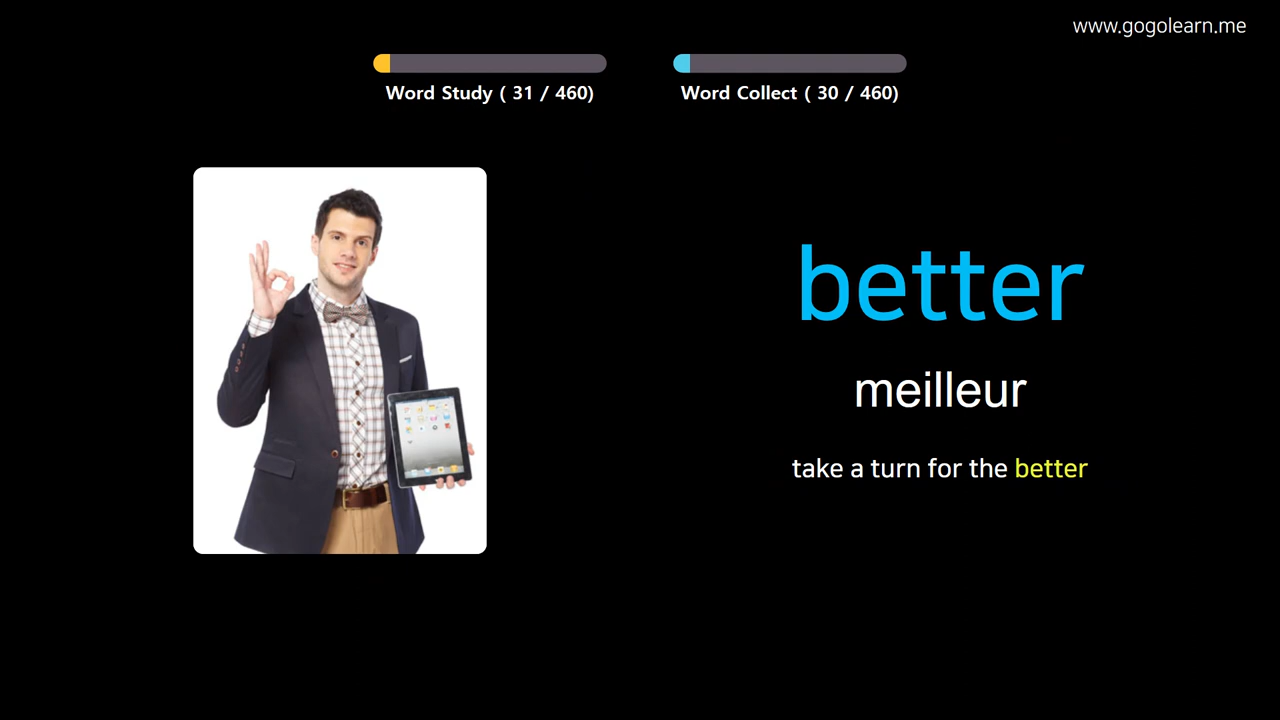 www.gogolearn.me
Word Study ( 31 / 460)
Word Collect ( 30 / 460)
better
meilleur
take a turn for the better